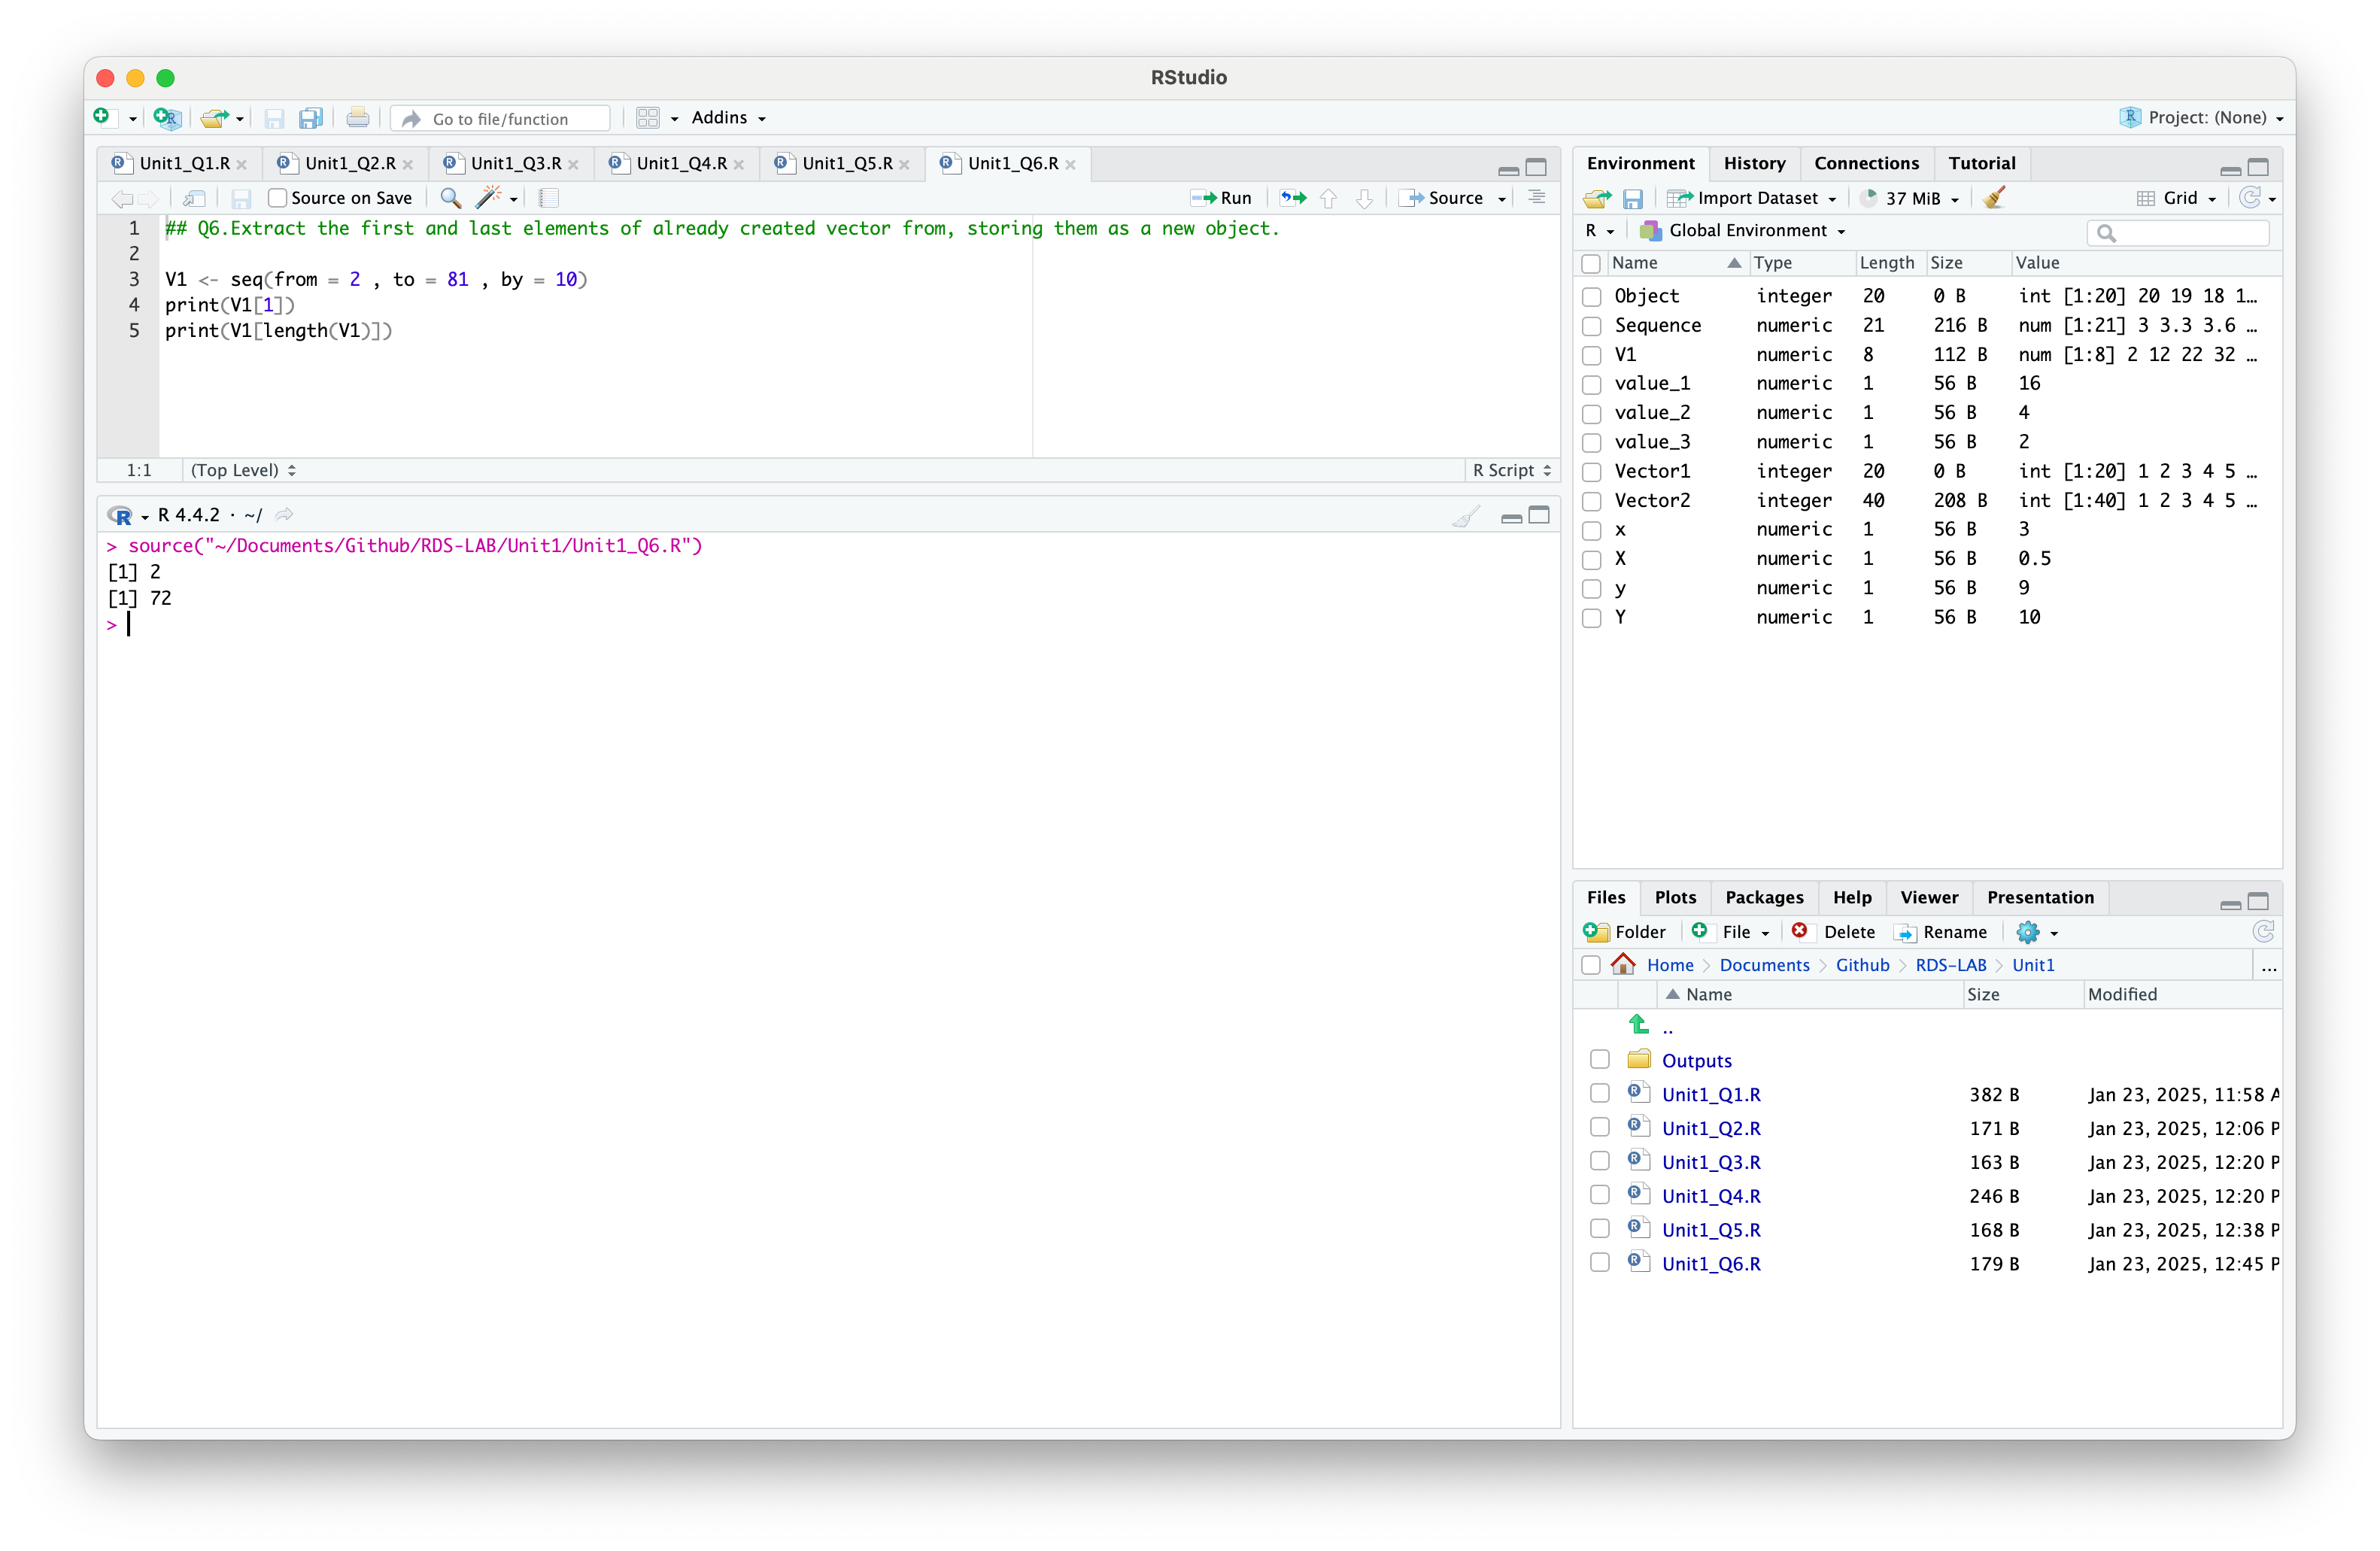 RStudio
Go to file/function
Addins
Project: (None)
Unit1_Q1.R
Unit1_Q2.R
Unit1_Q3.R
Unit1_Q4.R
Unit1_Q5.R
Unit1_Q6.R
Source on Save
Run
Source
1 ## Q6.Extract the first and last elements of already created vector from, storing them as a new object.
2
3 V1 <- seq(from = 2 , to = 81 , by = 10)
4 print(V1[1])
5 print(V1[length(V1)])
1:1 (Top Level) R Script
R 4.4.2 · ~/
> source("~/Documents/Github/RDS-LAB/Unit1/Unit1_Q6.R")
[1] 2
[1] 72
>
Environment History Connections Tutorial
Import Dataset 37 MiB Grid
R Global Environment
Name Type Length Size Value
Object integer 20 0 B int [1:20] 20 19 18 1…
Sequence numeric 21 216 B num [1:21] 3 3.3 3.6 …
V1 numeric 8 112 B num [1:8] 2 12 22 32 …
value_1 numeric 1 56 B 16
value_2 numeric 1 56 B 4
value_3 numeric 1 56 B 2
Vector1 integer 20 0 B int [1:20] 1 2 3 4 5 …
Vector2 integer 40 208 B int [1:40] 1 2 3 4 5 …
x numeric 1 56 B 3
X numeric 1 56 B 0.5
y numeric 1 56 B 9
Y numeric 1 56 B 10
Files Plots Packages Help Viewer Presentation
Folder File Delete Rename
Home Documents Github RDS-LAB Unit1 ...
Name Size Modified
..
Outputs
Unit1_Q1.R 382 B Jan 23, 2025, 11:58 A
Unit1_Q2.R 171 B Jan 23, 2025, 12:06 P
Unit1_Q3.R 163 B Jan 23, 2025, 12:20 P
Unit1_Q4.R 246 B Jan 23, 2025, 12:20 P
Unit1_Q5.R 168 B Jan 23, 2025, 12:38 P
Unit1_Q6.R 179 B Jan 23, 2025, 12:45 P